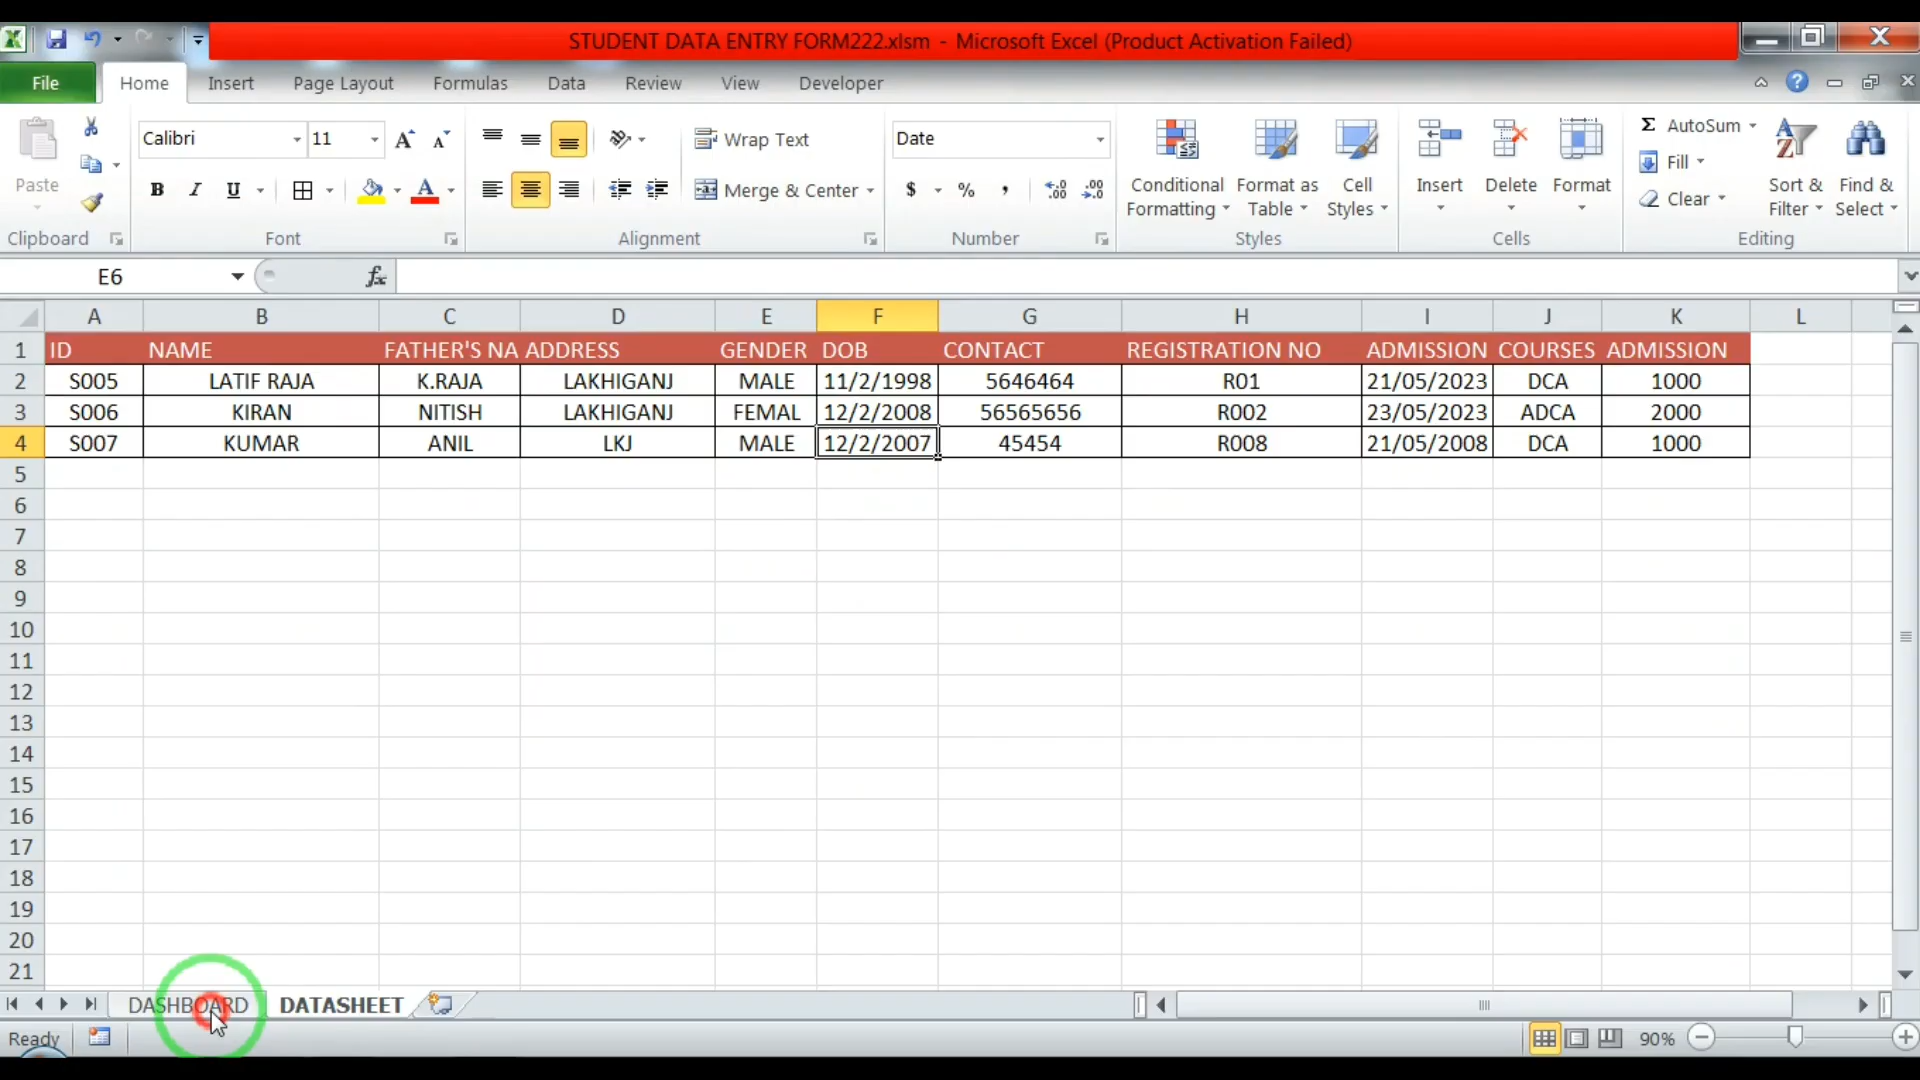 STUDENT DATA ENTRY FORM222.xlsm - Microsoft Excel (Product Activation Failed)
File Home Insert Page Layout Formulas Data Review View Developer
Paste
Clipboard
Calibri 11
B I U A
Font
Wrap Text
Merge & Center
Alignment
Date
$ % ,
Number
Conditional Formatting
Format as Table
Cell Styles
Styles
Insert Delete Format
Cells
Σ AutoSum
Fill
Clear
Sort & Filter
Find & Select
Editing
E6 fx
A B C D E F G H I J K L
1 ID NAME FATHER'S NA ADDRESS GENDER DOB CONTACT REGISTRATION NO ADMISSION COURSES ADMISSION
2 S005 LATIF RAJA K.RAJA LAKHIGANJ MALE 11/2/1998 5646464 R01 21/05/2023 DCA 1000
3 S006 KIRAN NITISH LAKHIGANJ FEMAL 12/2/2008 56565656 R002 23/05/2023 ADCA 2000
4 S007 KUMAR ANIL LKJ MALE 12/2/2007 45454 R008 21/05/2008 DCA 1000
5
6
7
8
9
10
11
12
13
14
15
16
17
18
19
20
21
DASHBOARD DATASHEET
Ready 90%